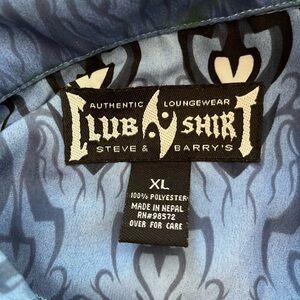 AUTHENTIC LOUNGEWEAR
CLUB SHIRT
STEVE & BARRY'S
XL
100% POLYESTER
MADE IN NEPAL
RN#98572
OVER FOR CARE